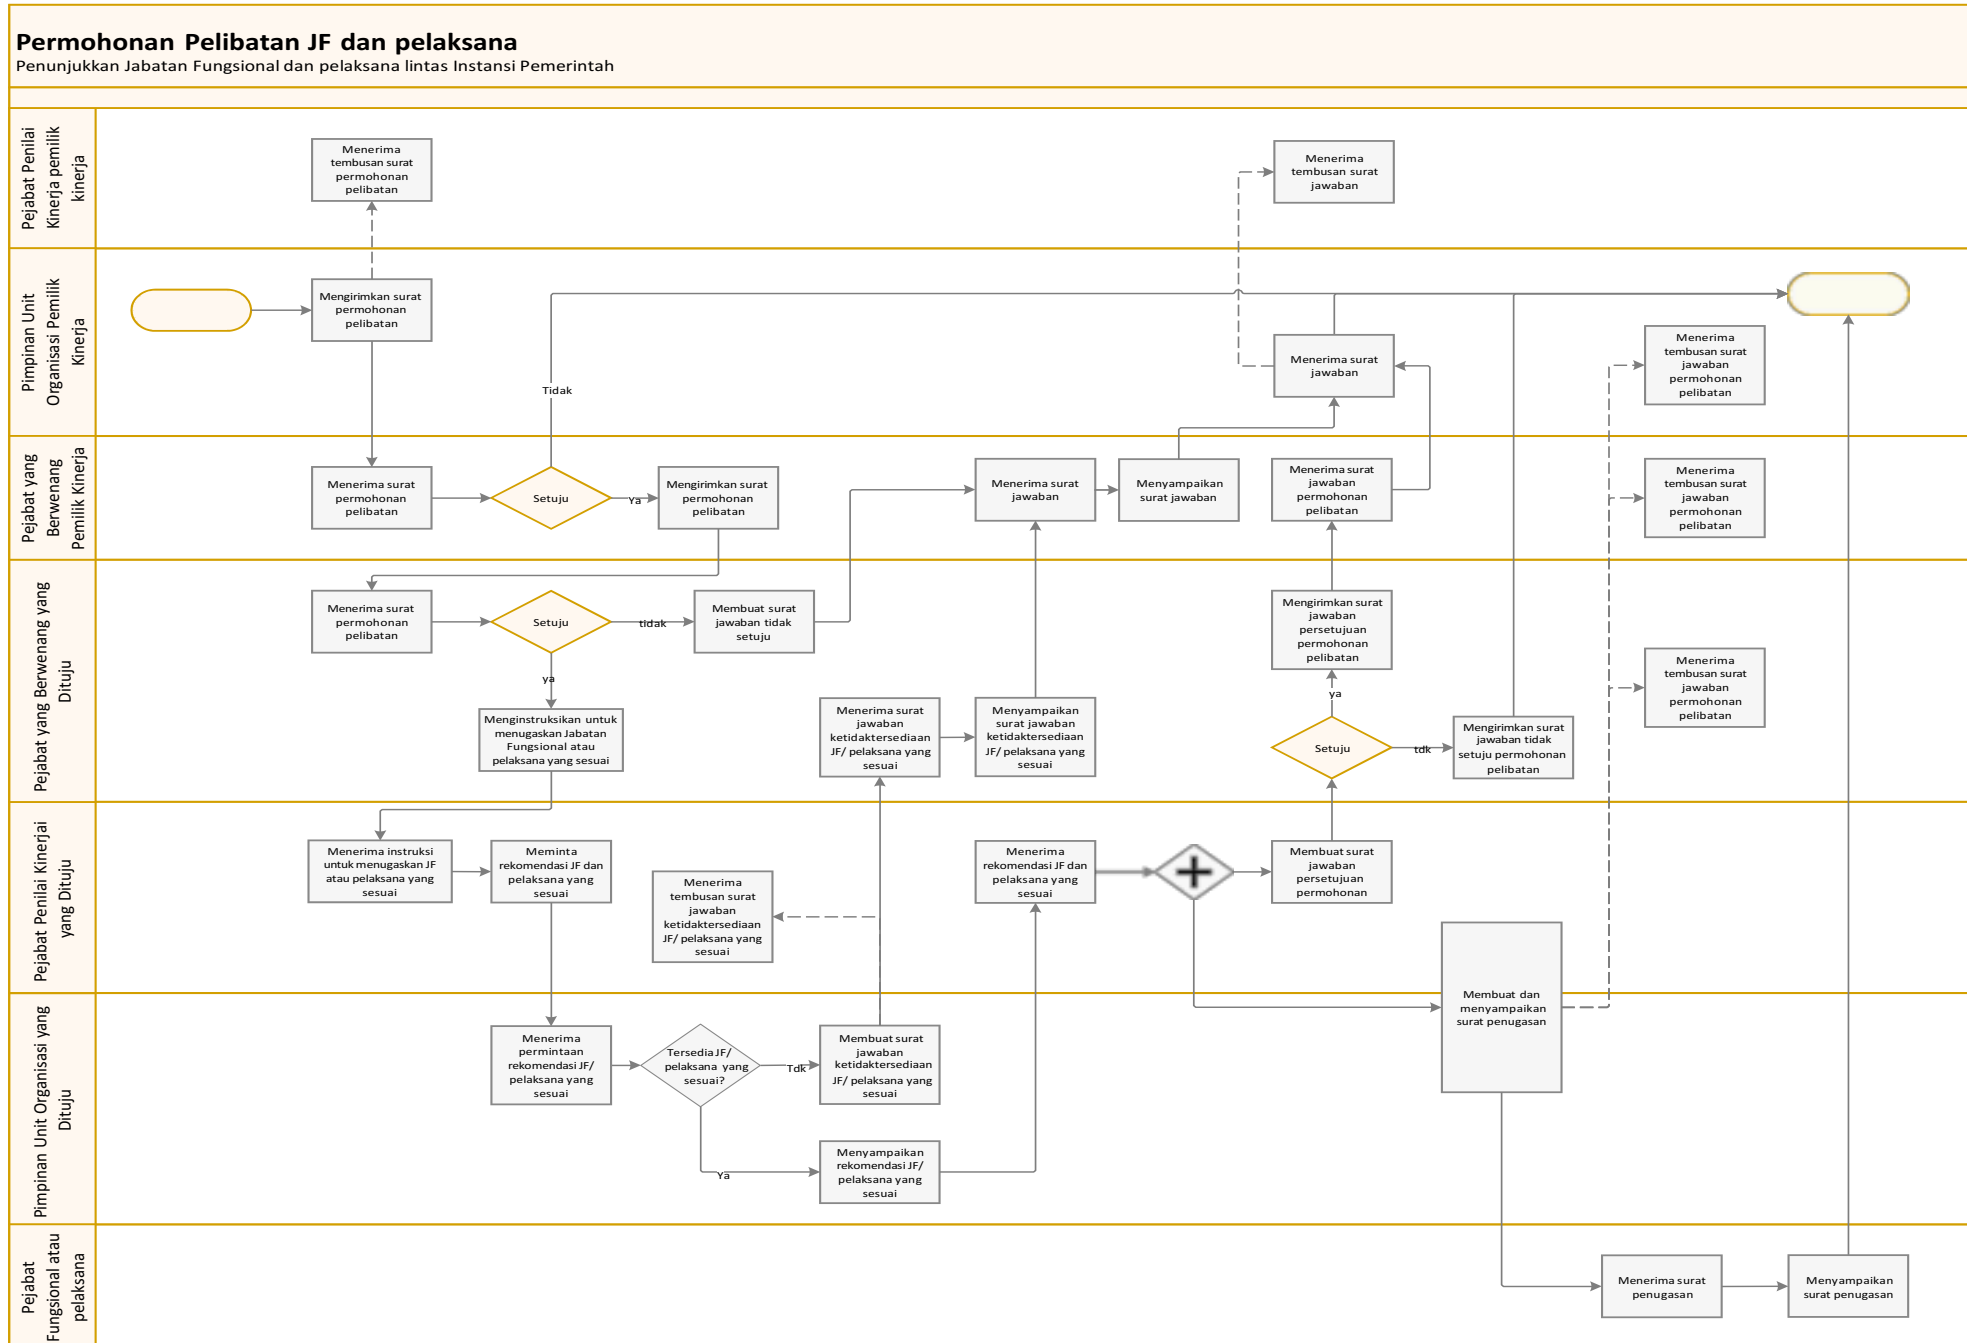 Permohonan Pelibatan JF dan pelaksana
Penunjukkan Jabatan Fungsional dan pelaksana lintas Instansi Pemerintah
Pejabat Penilai
Kinerja pemilik
kinerja
Menerima
tembusan surat
permohonan
pelibatan
Menerima
tembusan surat
jawaban
Pimpinan Unit
Organisasi Pemilik
Kinerja
Mengirimkan surat
permohonan
pelibatan
Tidak
Menerima surat
jawaban
Menerima
tembusan surat
jawaban
permohonan
pelibatan
Pejabat yang
Berwenang
Pemilik Kinerja
Menerima surat
permohonan
pelibatan
Setuju
Ya
Mengirimkan surat
permohonan
pelibatan
Menerima surat
jawaban
Menyampaikan
surat jawaban
Menerima surat
jawaban
permohonan
pelibatan
Menerima
tembusan surat
jawaban
permohonan
pelibatan
Pejabat yang Berwenang yang
Dituju
Menerima surat
permohonan
pelibatan
Setuju
tidak
Membuat surat
jawaban tidak
setuju
ya
Menginstruksikan untuk
menugaskan Jabatan
Fungsional atau
pelaksana yang sesuai
Menerima surat
jawaban
ketidaktersediaan
JF/ pelaksana yang
sesuai
Menyampaikan
surat jawaban
ketidaktersediaan
JF/ pelaksana yang
sesuai
Mengirimkan surat
jawaban
persetujuan
permohonan
pelibatan
ya
Setuju
tdk
Mengirimkan surat
jawaban tidak
setuju permohonan
pelibatan
Menerima
tembusan surat
jawaban
permohonan
pelibatan
Pejabat Penilai Kinerjai
yang Dituju
Menerima instruksi
untuk menugaskan JF
atau pelaksana yang
sesuai
Meminta
rekomendasi JF dan
pelaksana yang
sesuai
Menerima
tembusan surat
jawaban
ketidaktersediaan
JF/ pelaksana yang
sesuai
Menerima
rekomendasi JF dan
pelaksana yang
sesuai
Membuat surat
jawaban
persetujuan
permohonan
Membuat dan
menyampaikan
surat penugasan
Pimpinan Unit Organisasi yang
Dituju
Menerima
permintaan
rekomendasi JF/
pelaksana yang
sesuai
Tersedia JF/
pelaksana yang
sesuai?
Tdk
Membuat surat
jawaban
ketidaktersediaan
JF/ pelaksana yang
sesuai
Ya
Menyampaikan
rekomendasi JF/
pelaksana yang
sesuai
Pejabat
Fungsional atau
pelaksana
Menerima surat
penugasan
Menyampaikan
surat penugasan